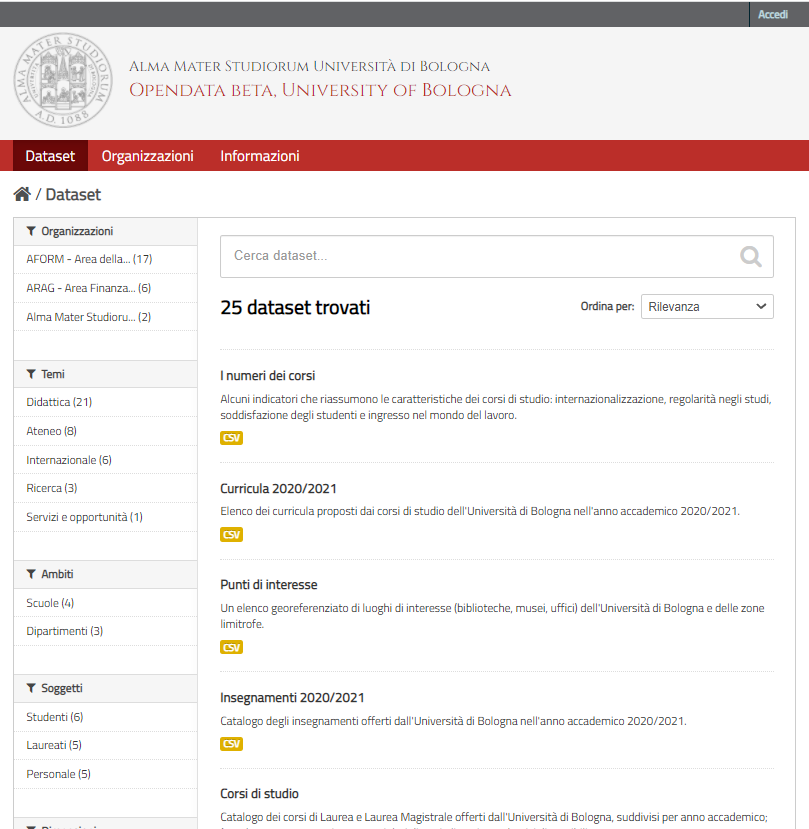 Accedi
ALMA MATER STUDIORUM
A.D. 1088
ALMA MATER STUDIORUM UNIVERSITÀ DI BOLOGNA
OPENDATA BETA, UNIVERSITY OF BOLOGNA
Dataset Organizzazioni Informazioni
/ Dataset
Organizzazioni
AFORM - Area della... (17)
ARAG - Area Finanza... (6)
Alma Mater Studioru... (2)
Temi
Didattica (21)
Ateneo (8)
Internazionale (6)
Ricerca (3)
Servizi e opportunità (1)
Ambiti
Scuole (4)
Dipartimenti (3)
Soggetti
Studenti (6)
Laureati (5)
Personale (5)
Cerca dataset...
25 dataset trovati
Ordina per: Rilevanza
I numeri dei corsi
Alcuni indicatori che riassumono le caratteristiche dei corsi di studio: internazionalizzazione, regolarità negli studi,
soddisfazione degli studenti e ingresso nel mondo del lavoro.
CSV
Curricula 2020/2021
Elenco dei curricula proposti dai corsi di studio dell'Università di Bologna nell'anno accademico 2020/2021.
CSV
Punti di interesse
Un elenco georeferenziato di luoghi di interesse (biblioteche, musei, uffici) dell'Università di Bologna e delle zone
limitrofe.
CSV
Insegnamenti 2020/2021
Catalogo degli insegnamenti offerti dall'Università di Bologna nell'anno accademico 2020/2021.
CSV
Corsi di studio
Catalogo dei corsi di Laurea e Laurea Magistrale offerti dall'Università di Bologna, suddivisi per anno accademico;